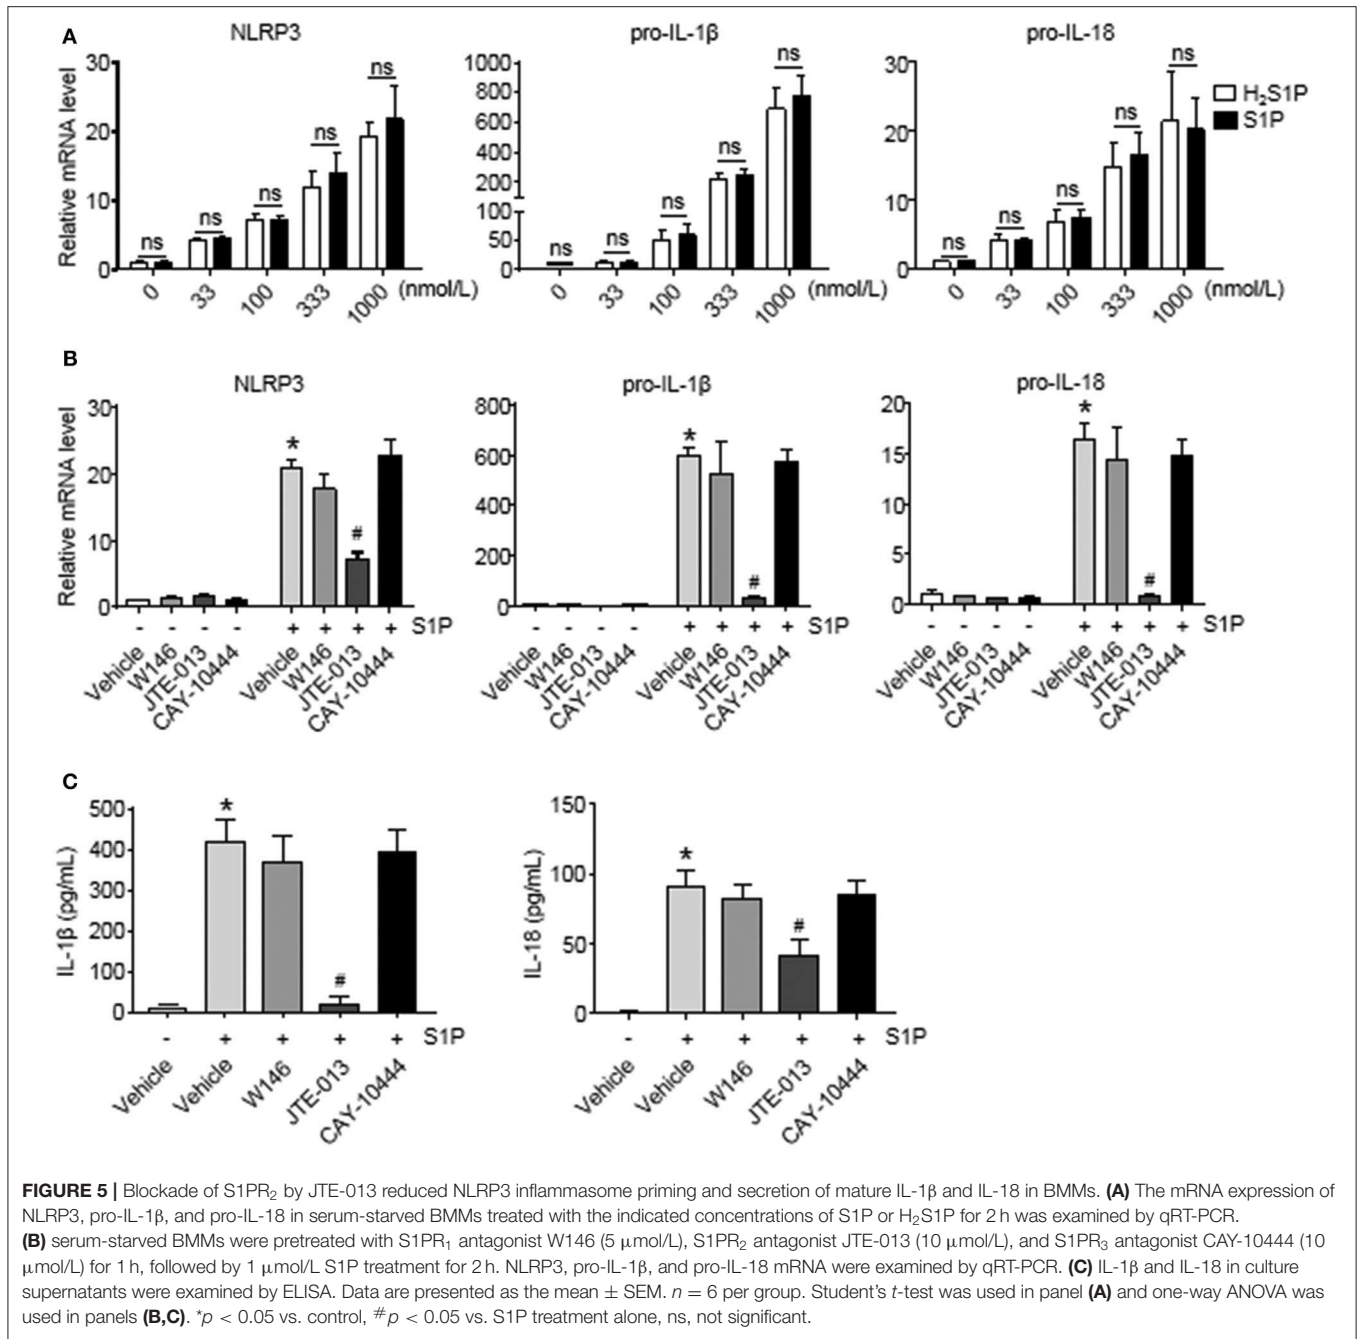 A
NLRP3
pro-IL-1β
pro-IL-18
Relative mRNA level
30
20
10
0
ns
ns
ns
ns
ns
0
33
100
333
1000
(nmol/L)
1000
800
600
400
200
100
50
0
ns
ns
ns
ns
ns
0
33
100
333
1000
(nmol/L)
30
20
10
0
ns
ns
ns
ns
ns
0
33
100
333
1000
(nmol/L)
H₂S1P
S1P
B
NLRP3
pro-IL-1β
pro-IL-18
Relative mRNA level
30
20
10
0
*
#
- - - - + + + + S1P
Vehicle
W146
JTE-013
CAY-10444
Vehicle
W146
JTE-013
CAY-10444
800
600
400
200
0
*
#
- - - - + + + + S1P
Vehicle
W146
JTE-013
CAY-10444
Vehicle
W146
JTE-013
CAY-10444
20
15
10
5
0
*
#
- - - - + + + + S1P
Vehicle
W146
JTE-013
CAY-10444
Vehicle
W146
JTE-013
CAY-10444
C
IL-1β (pg/mL)
500
400
300
200
100
0
*
#
- + + + + S1P
Vehicle
Vehicle
W146
JTE-013
CAY-10444
IL-18 (pg/mL)
150
100
50
0
*
#
- + + + + S1P
Vehicle
Vehicle
W146
JTE-013
CAY-10444
FIGURE 5 | Blockade of S1PR₂ by JTE-013 reduced NLRP3 inflammasome priming and secretion of mature IL-1β and IL-18 in BMMs. (A) The mRNA expression of
NLRP3, pro-IL-1β, and pro-IL-18 in serum-starved BMMs treated with the indicated concentrations of S1P or H₂S1P for 2 h was examined by qRT-PCR.
(B) serum-starved BMMs were pretreated with S1PR₁ antagonist W146 (5 μmol/L), S1PR₂ antagonist JTE-013 (10 μmol/L), and S1PR₃ antagonist CAY-10444 (10
μmol/L) for 1 h, followed by 1 μmol/L S1P treatment for 2 h. NLRP3, pro-IL-1β, and pro-IL-18 mRNA were examined by qRT-PCR. (C) IL-1β and IL-18 in culture
supernatants were examined by ELISA. Data are presented as the mean ± SEM. n = 6 per group. Student's t-test was used in panel (A) and one-way ANOVA was
used in panels (B,C). *p < 0.05 vs. control, #p < 0.05 vs. S1P treatment alone, ns, not significant.